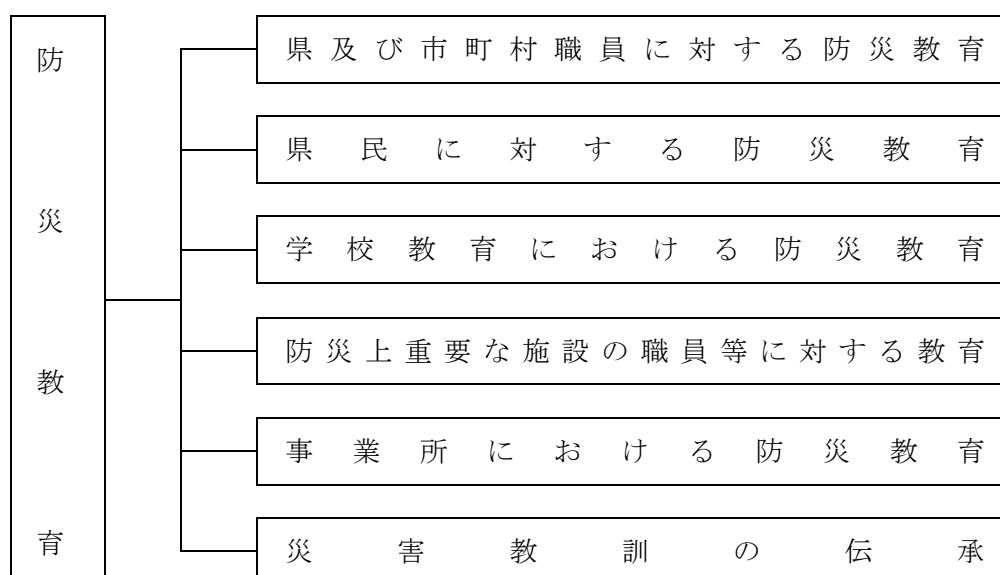 防災教育
県及び市町村職員に対する防災教育
県民に対する防災教育
学校教育における防災教育
防災上重要な施設の職員等に対する教育
事業所における防災教育
災害教訓の伝承